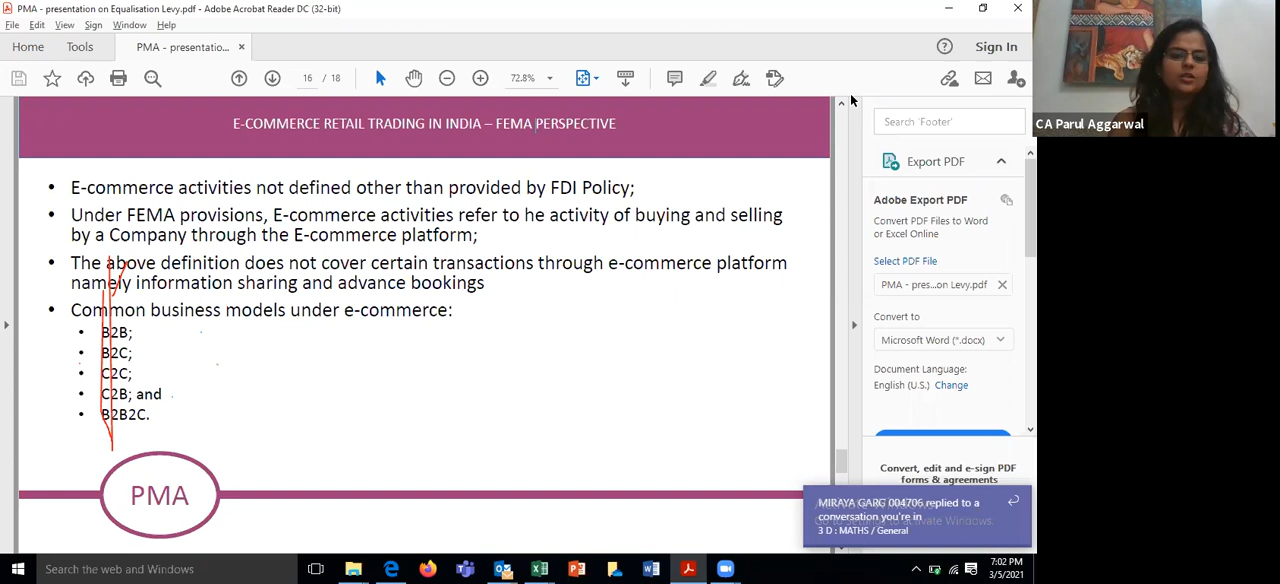 PMA - presentation on Equalisation Levy.pdf - Adobe Acrobat Reader DC (32-bit)
File Edit View Sign Window Help
Home Tools PMA - presentatio... × Sign In
16 / 18 72.8%
CA Parul Aggarwal
E-COMMERCE RETAIL TRADING IN INDIA – FEMA PERSPECTIVE
• E-commerce activities not defined other than provided by FDI Policy;
• Under FEMA provisions, E-commerce activities refer to he activity of buying and selling
by a Company through the E-commerce platform;
• The above definition does not cover certain transactions through e-commerce platform
namely information sharing and advance bookings
• Common business models under e-commerce:
• B2B;
• B2C;
• C2C;
• C2B; and
• B2B2C.
PMA
Search 'Footer'
Export PDF
Adobe Export PDF
Convert PDF Files to Word
or Excel Online
Select PDF File
PMA - pres...on Levy.pdf
Convert to
Microsoft Word (*.docx)
Document Language:
English (U.S.) Change
Convert, edit and e-sign PDF
forms & agreements
MIRAYA GARG 004706 replied to a
conversation you're in
Go to Settings to activate Windows.
3 D : MATHS / General
Search the web and Windows
7:02 PM
3/5/2021